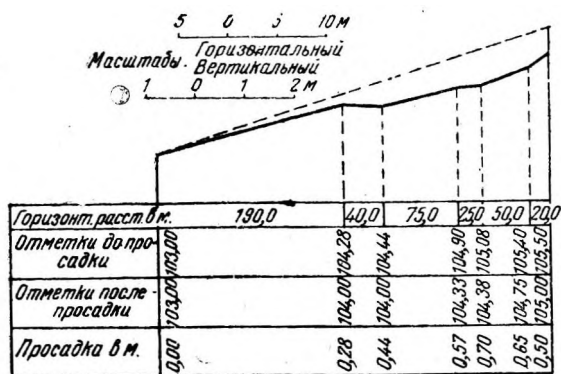 5 0 5 10 м
Масштабы. Горизонтальный
Вертикальный
1 0 1 2 м
Горизонт. расст. в м. 190,0 40,0 75,0 25,0 50,0 20,0
Отметки до про-
садки
103,00 104,28 104,44 104,90 105,08 105,40 105,50
Отметки после
просадки
103,00 104,00 104,00 104,33 104,38 104,75 105,00
Просадка в м. 0,00 0,28 0,44 0,57 0,70 0,65 0,50